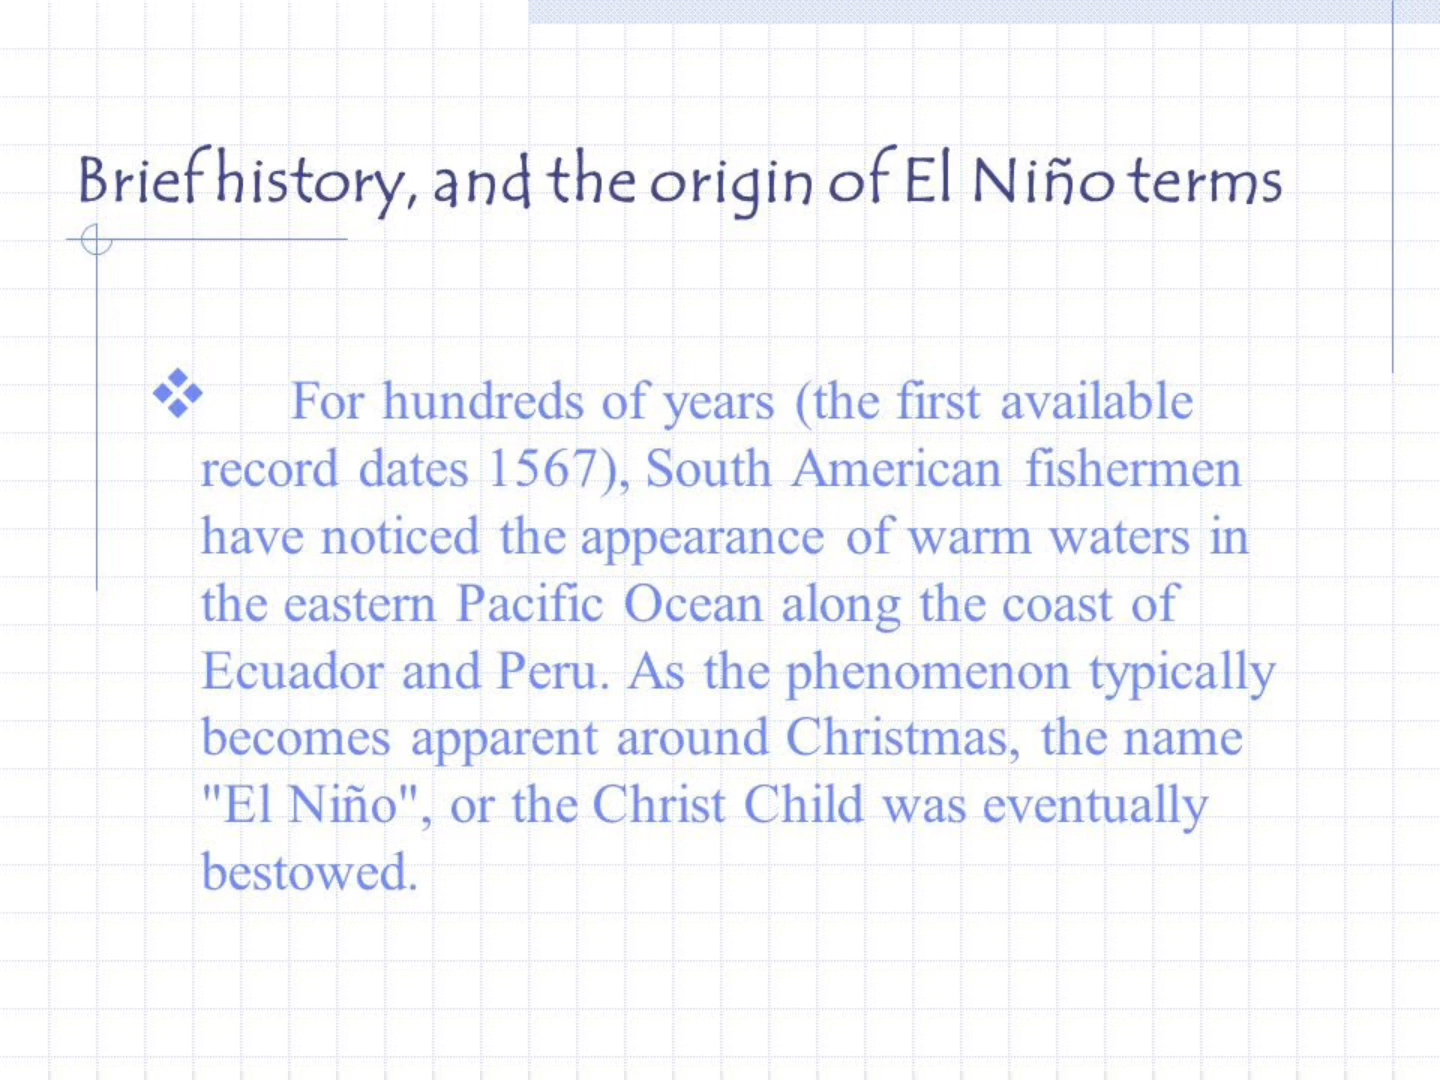 Brief history, and the origin of El Niño terms
For hundreds of years (the first available
record dates 1567), South American fishermen
have noticed the appearance of warm waters in
the eastern Pacific Ocean along the coast of
Ecuador and Peru. As the phenomenon typically
becomes apparent around Christmas, the name
"El Niño", or the Christ Child was eventually
bestowed.